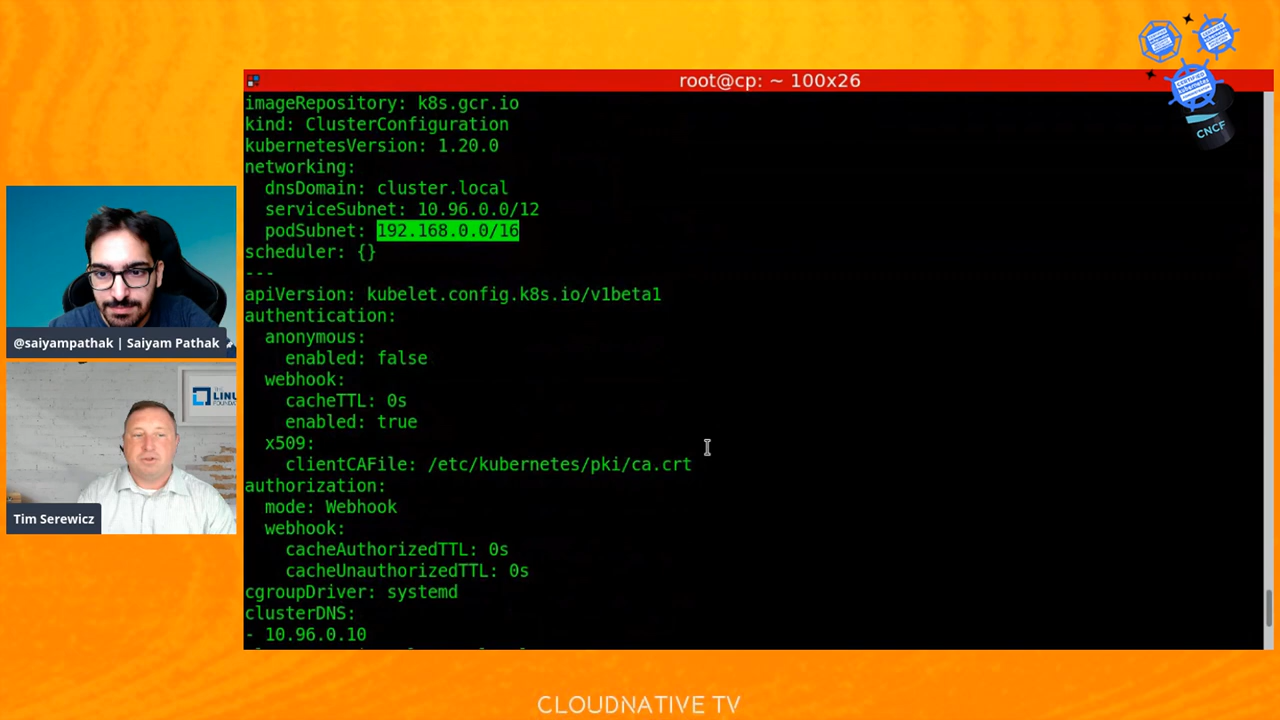 root@cp: ~ 100x26
imageRepository: k8s.gcr.io
kind: ClusterConfiguration
kubernetesVersion: 1.20.0
networking:
  dnsDomain: cluster.local
  serviceSubnet: 10.96.0.0/12
  podSubnet: 192.168.0.0/16
scheduler: {}
---
apiVersion: kubelet.config.k8s.io/v1beta1
authentication:
  anonymous:
    enabled: false
  webhook:
    cacheTTL: 0s
    enabled: true
  x509:
    clientCAFile: /etc/kubernetes/pki/ca.crt
authorization:
  mode: Webhook
  webhook:
    cacheAuthorizedTTL: 0s
    cacheUnauthorizedTTL: 0s
cgroupDriver: systemd
clusterDNS:
- 10.96.0.10
@saiyampathak | Saiyam Pathak
Tim Serewicz
CERTIFIED
kubernetes
CNCF
CLOUDNATIVE TV